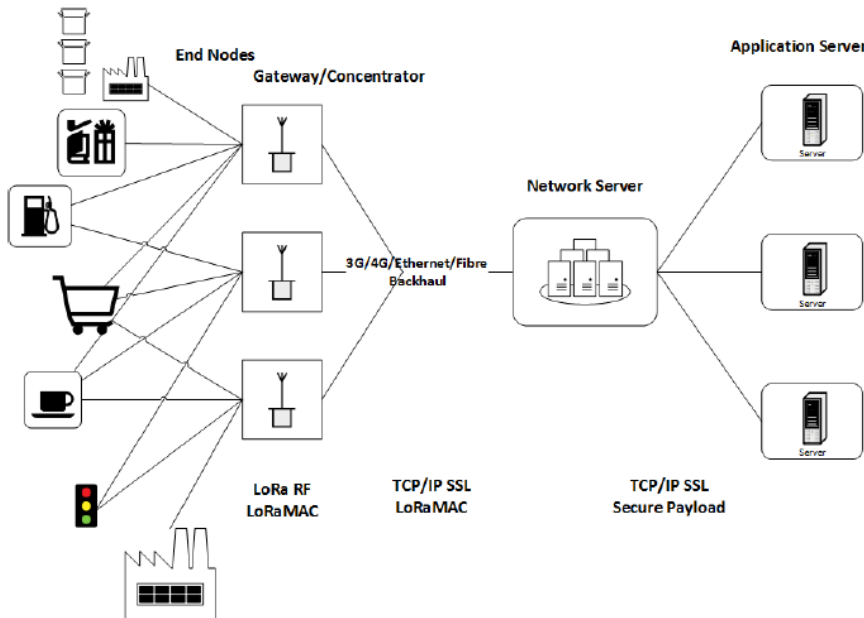 End Nodes
Gateway/Concentrator
Application Server
Server
Network Server
3G/4G/Ethernet/Fibre
Backhaul
Server
Server
LoRa RF
LoRaMAC
TCP/IP SSL
LoRaMAC
TCP/IP SSL
Secure Payload